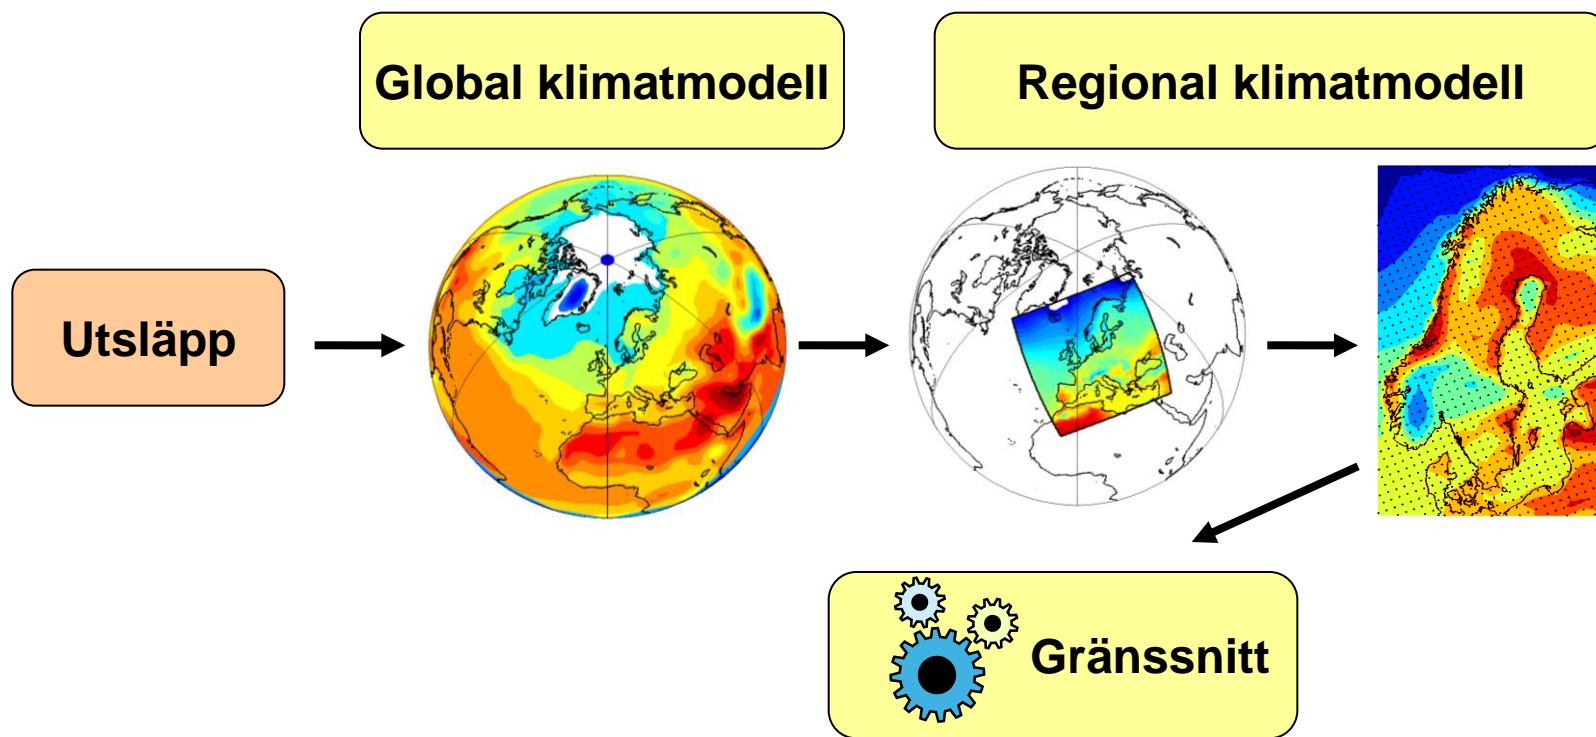 Global klimatmodell
Regional klimatmodell
Utsläpp
Gränssnitt